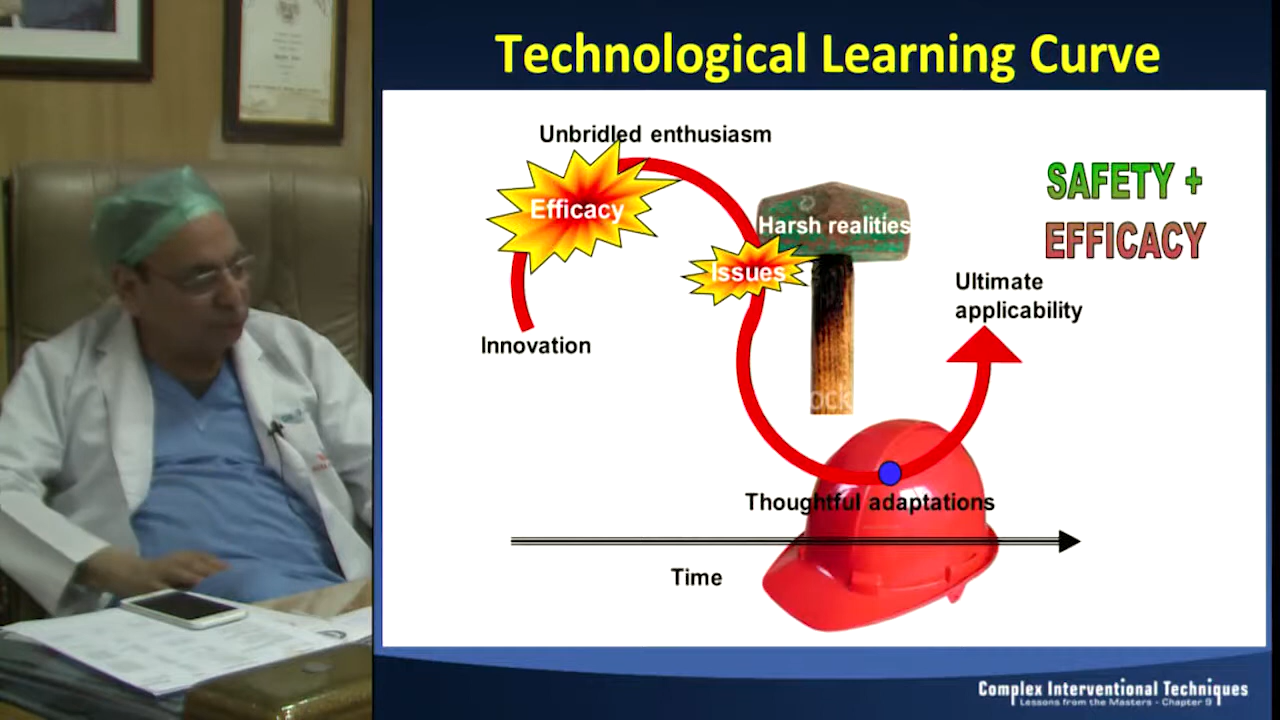 Technological Learning Curve
Unbridled enthusiasm
Efficacy
Harsh realities
Issues
SAFETY +
EFFICACY
Ultimate
applicability
Innovation
Thoughtful adaptations
Time
Complex Interventional Techniques
Lessons from the Masters - Chapter 9